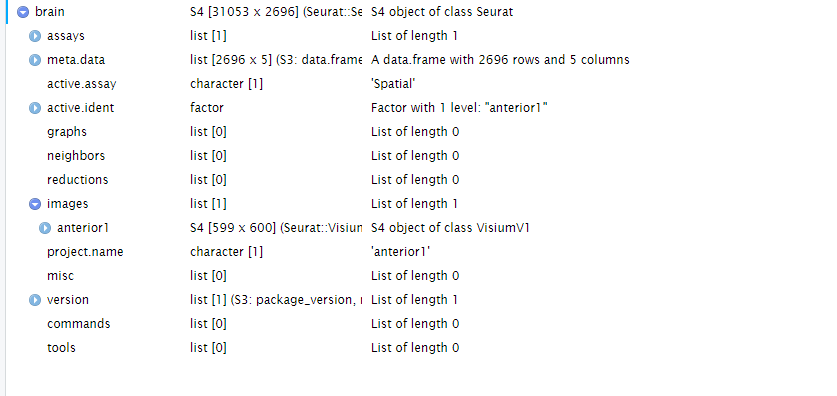 brain S4 [31053 x 2696] (Seurat::Se S4 object of class Seurat
assays list [1] List of length 1
meta.data list [2696 x 5] (S3: data.frame A data.frame with 2696 rows and 5 columns
active.assay character [1] 'Spatial'
active.ident factor Factor with 1 level: "anterior1"
graphs list [0] List of length 0
neighbors list [0] List of length 0
reductions list [0] List of length 0
images list [1] List of length 1
anterior1 S4 [599 x 600] (Seurat::Visium S4 object of class VisiumV1
project.name character [1] 'anterior1'
misc list [0] List of length 0
version list [1] (S3: package_version, List of length 1
commands list [0] List of length 0
tools list [0] List of length 0